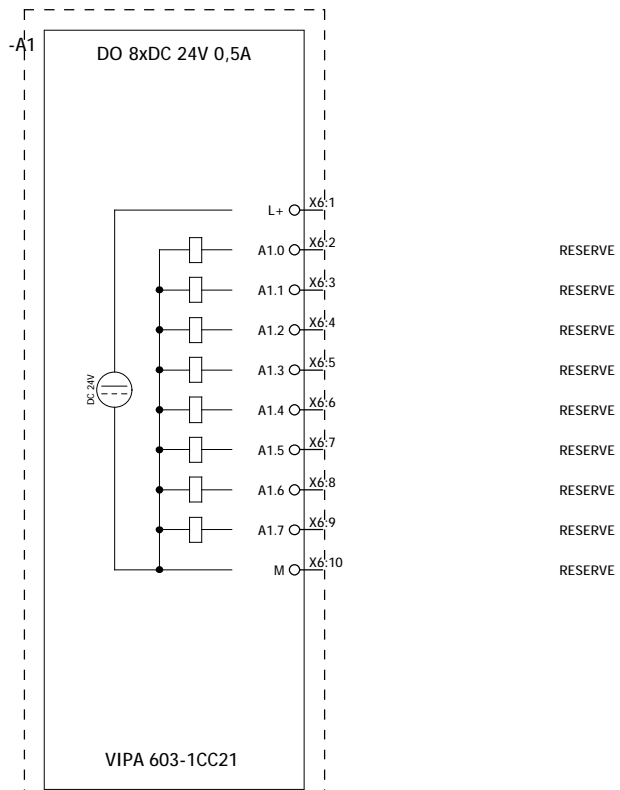 -A1
DO 8xDC 24V 0,5A
L+ X6:1
A1.0 X6:2 RESERVE
A1.1 X6:3 RESERVE
A1.2 X6:4 RESERVE
A1.3 X6:5 RESERVE
DC 24V
A1.4 X6:6 RESERVE
A1.5 X6:7 RESERVE
A1.6 X6:8 RESERVE
A1.7 X6:9 RESERVE
M X6:10 RESERVE
VIPA 603-1CC21